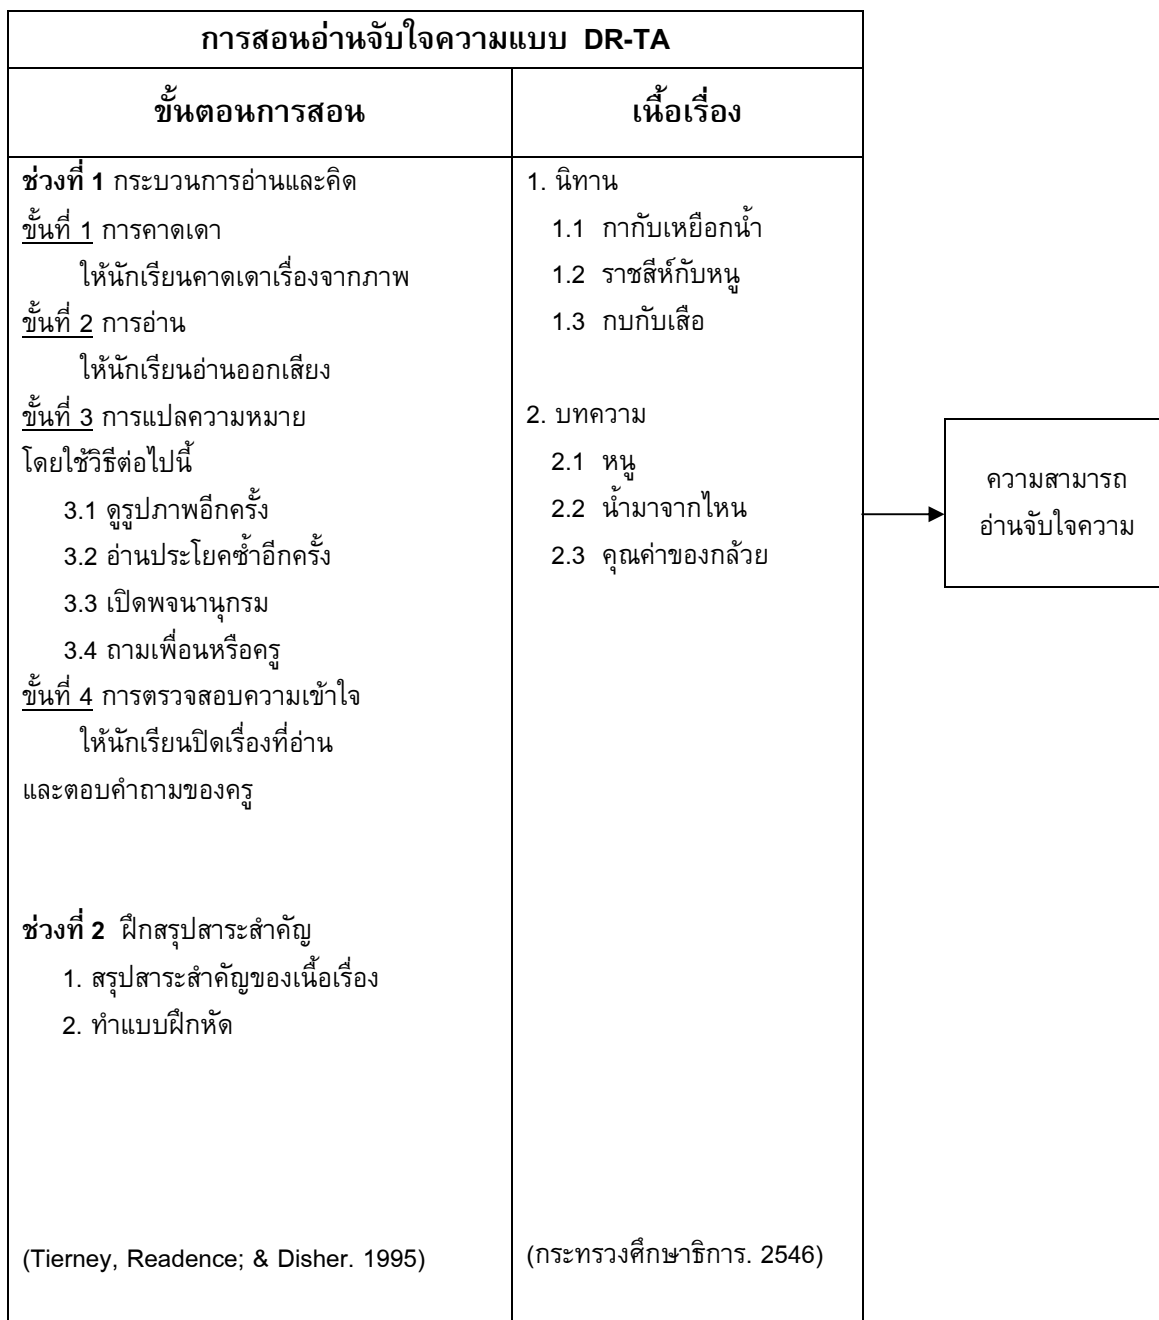 การสอนอ่านจับใจความแบบ DR-TA
ขั้นตอนการสอน
เนื้อเรื่อง
ช่วงที่ 1 กระบวนการอ่านและคิด
ขั้นที่ 1 การคาดเดา
ให้นักเรียนคาดเดาเรื่องจากภาพ
ขั้นที่ 2 การอ่าน
ให้นักเรียนอ่านออกเสียง
ขั้นที่ 3 การแปลความหมาย
โดยใช้วิธีต่อไปนี้
3.1 ดูรูปภาพอีกครั้ง
3.2 อ่านประโยคซ้ำอีกครั้ง
3.3 เปิดพจนานุกรม
3.4 ถามเพื่อนหรือครู
ขั้นที่ 4 การตรวจสอบความเข้าใจ
ให้นักเรียนปิดเรื่องที่อ่าน
และตอบคำถามของครู
ช่วงที่ 2 ฝึกสรุปสาระสำคัญ
1. สรุปสาระสำคัญของเนื้อเรื่อง
2. ทำแบบฝึกหัด
(Tierney, Readence; & Disher. 1995)
1. นิทาน
1.1 กากับเหยือกน้ำ
1.2 ราชสีห์กับหนู
1.3 กบกับเสือ
2. บทความ
2.1 หนู
2.2 น้ำมาจากไหน
2.3 คุณค่าของกล้วย
(กระทรวงศึกษาธิการ. 2546)
ความสามารถ
อ่านจับใจความ